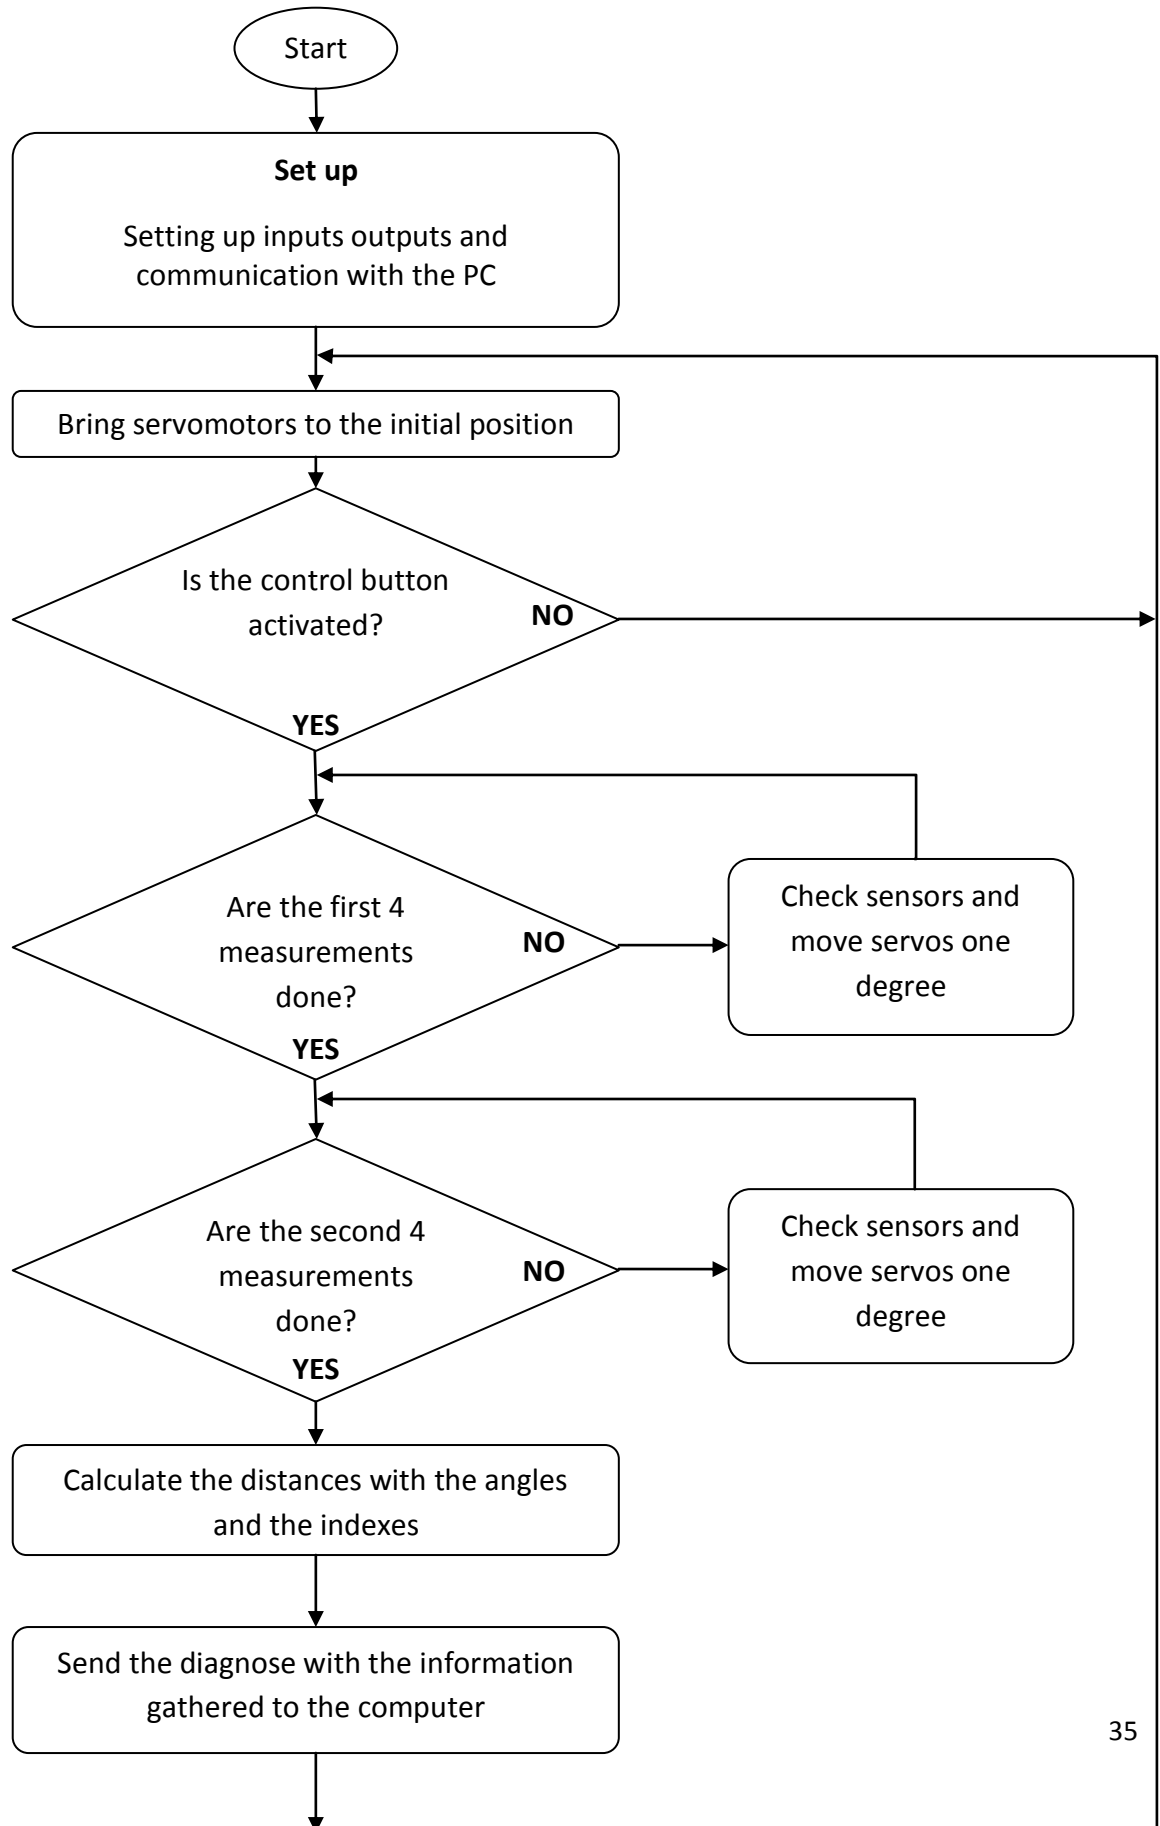 Start
Set up
Setting up inputs outputs and
communication with the PC
Bring servomotors to the initial position
Is the control button
activated?
NO
YES
Are the first 4
measurements
done?
NO
YES
Check sensors and
move servos one
degree
Are the second 4
measurements
done?
NO
YES
Check sensors and
move servos one
degree
Calculate the distances with the angles
and the indexes
Send the diagnose with the information
gathered to the computer
35